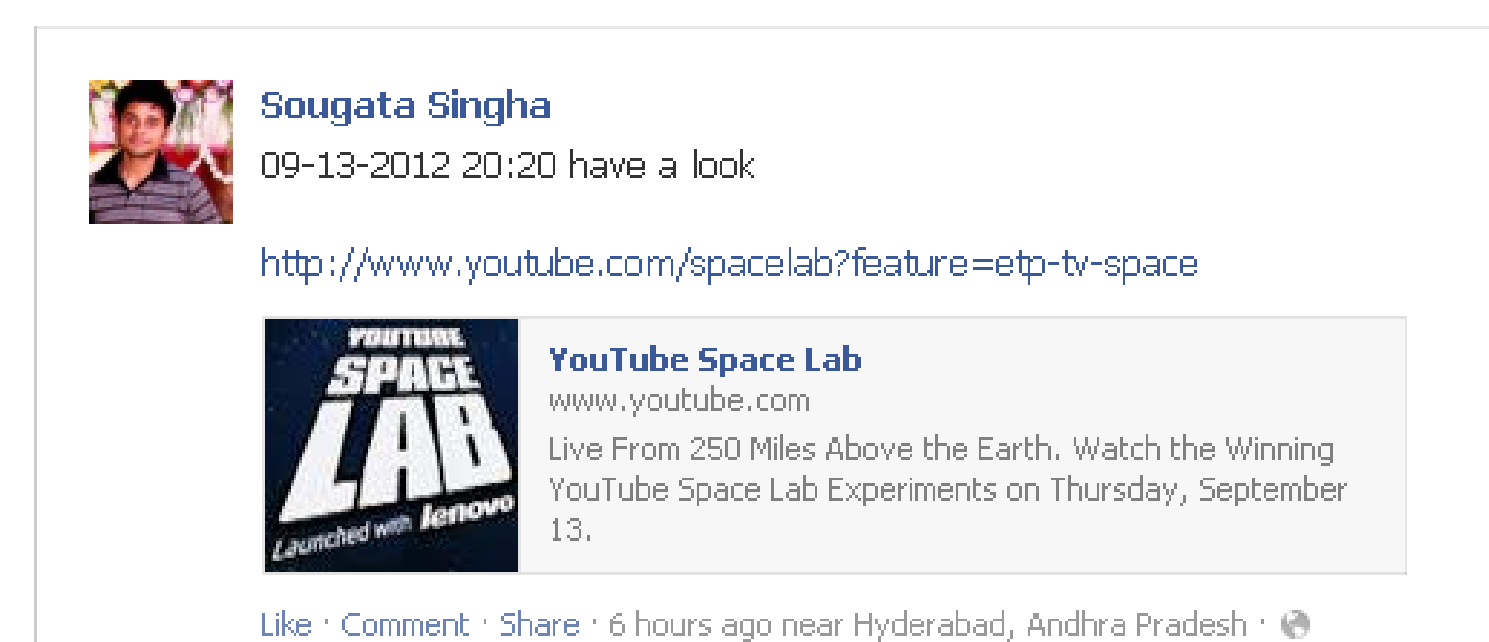 Sougata Singha
09-13-2012 20:20 have a look
http://www.youtube.com/spacelab?feature=etp-tv-space
YOUTUBE
SPACE
LAB
Launched with lenovo
YouTube Space Lab
www.youtube.com
Live From 250 Miles Above the Earth. Watch the Winning
YouTube Space Lab Experiments on Thursday, September
13.
Like · Comment · Share · 6 hours ago near Hyderabad, Andhra Pradesh ·